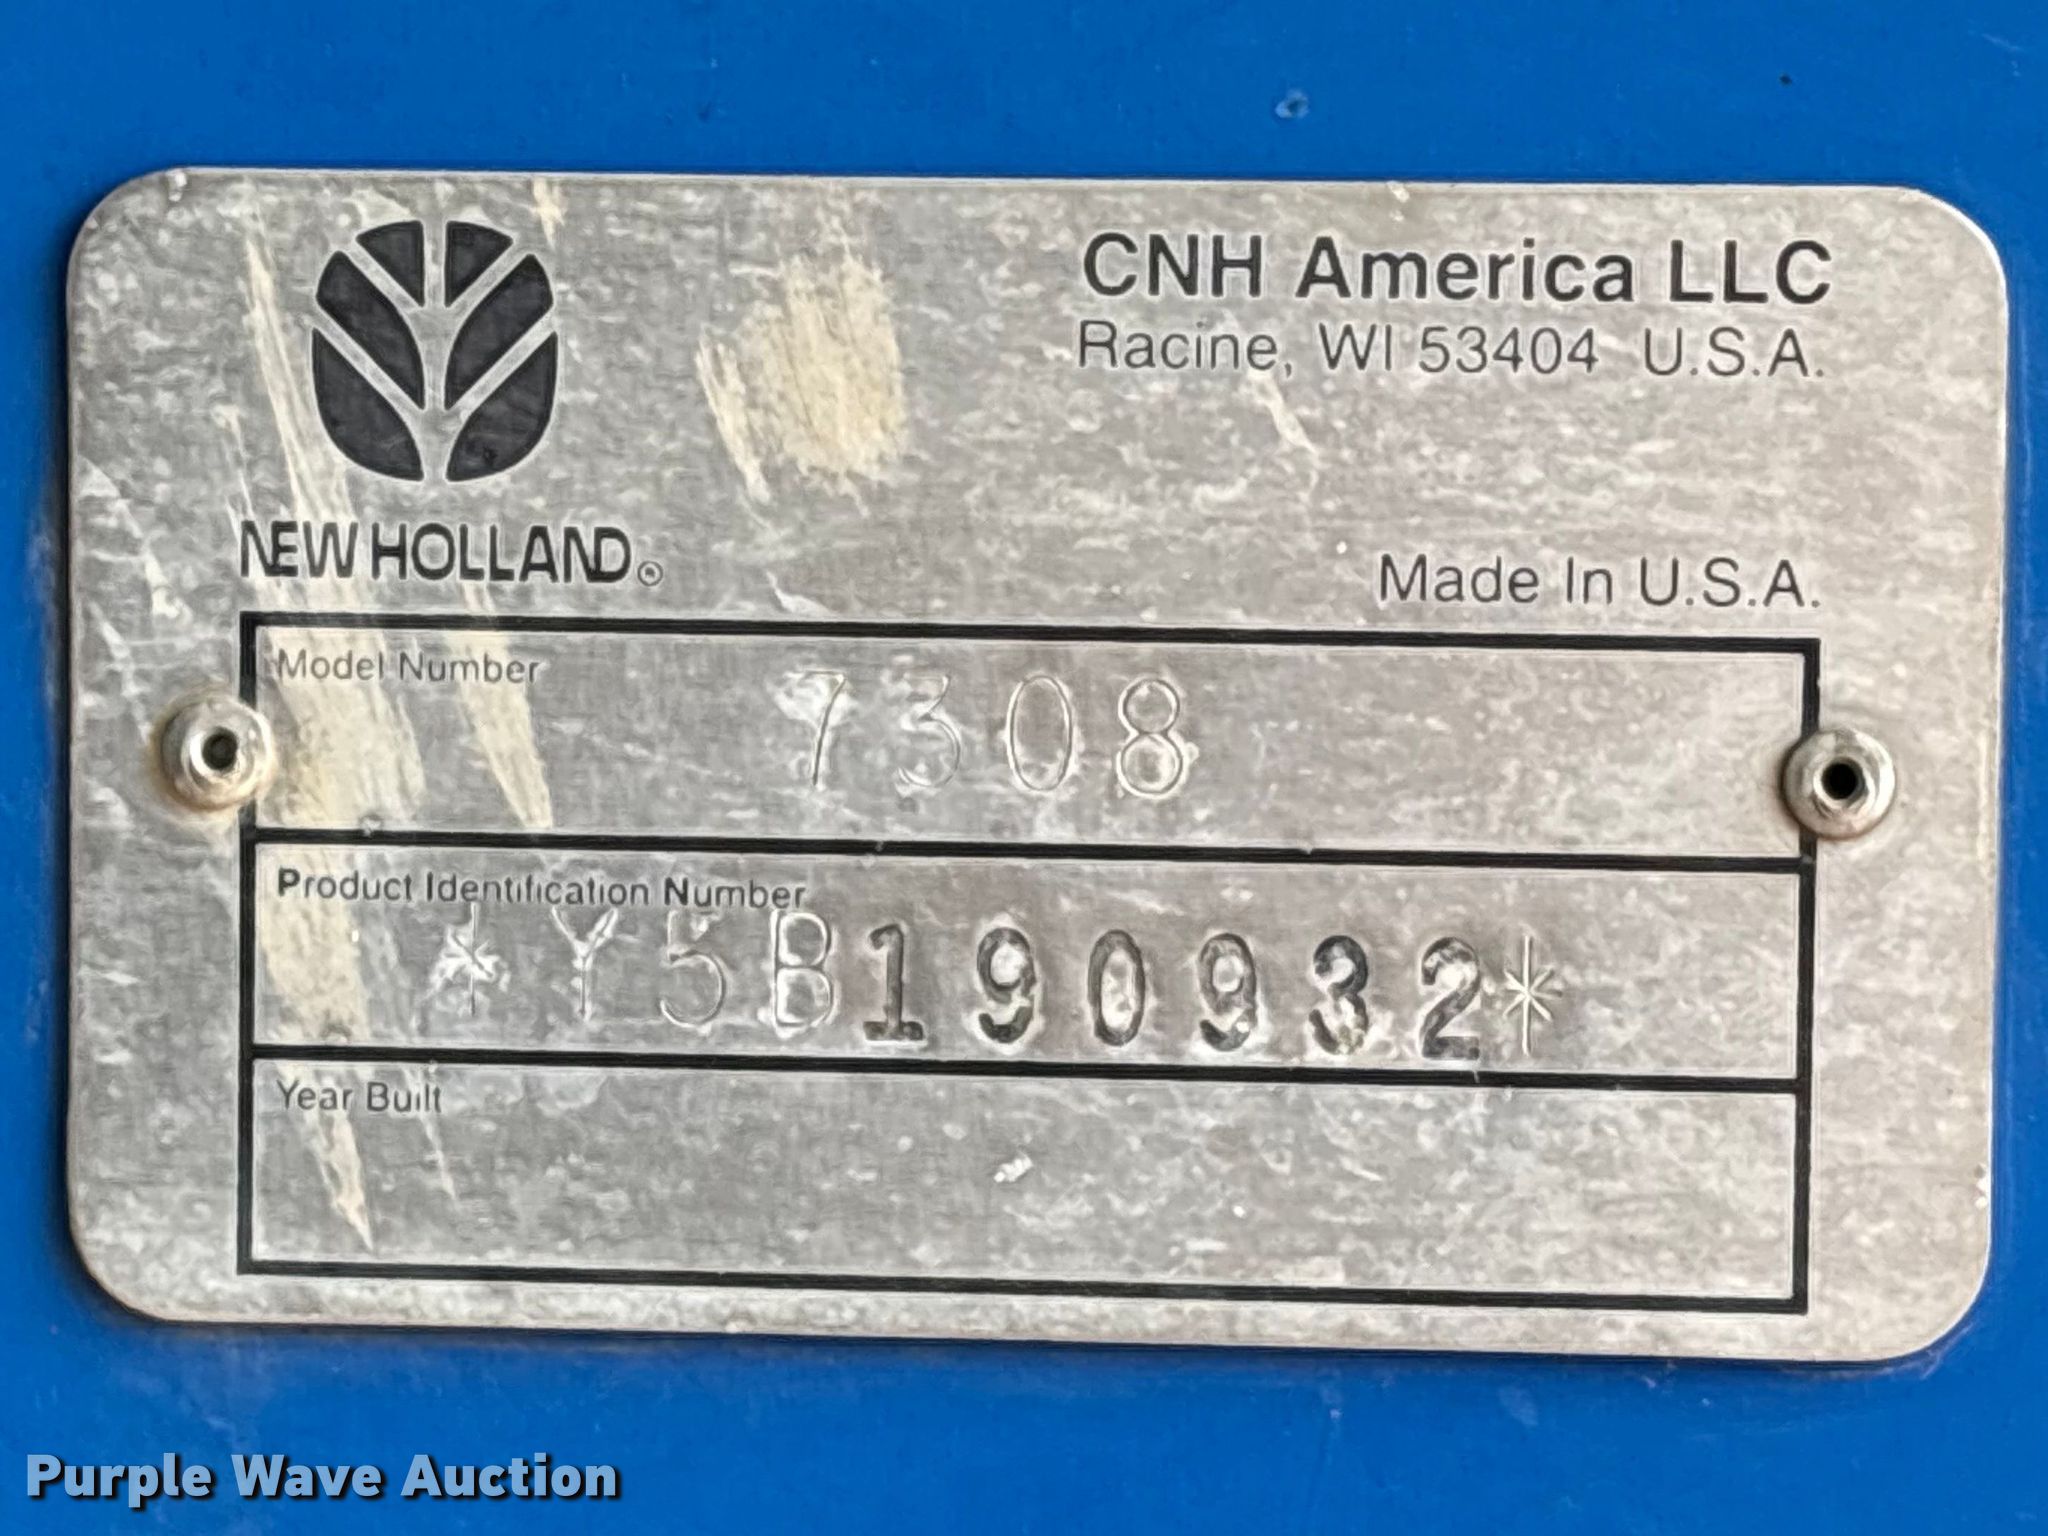 CNH America LLC
Racine, WI 53404 U.S.A.
NEW HOLLAND®
Made In U.S.A.
Model Number 7308
Product Identification Number
*Y5B190932*
Year Built
Purple Wave Auction